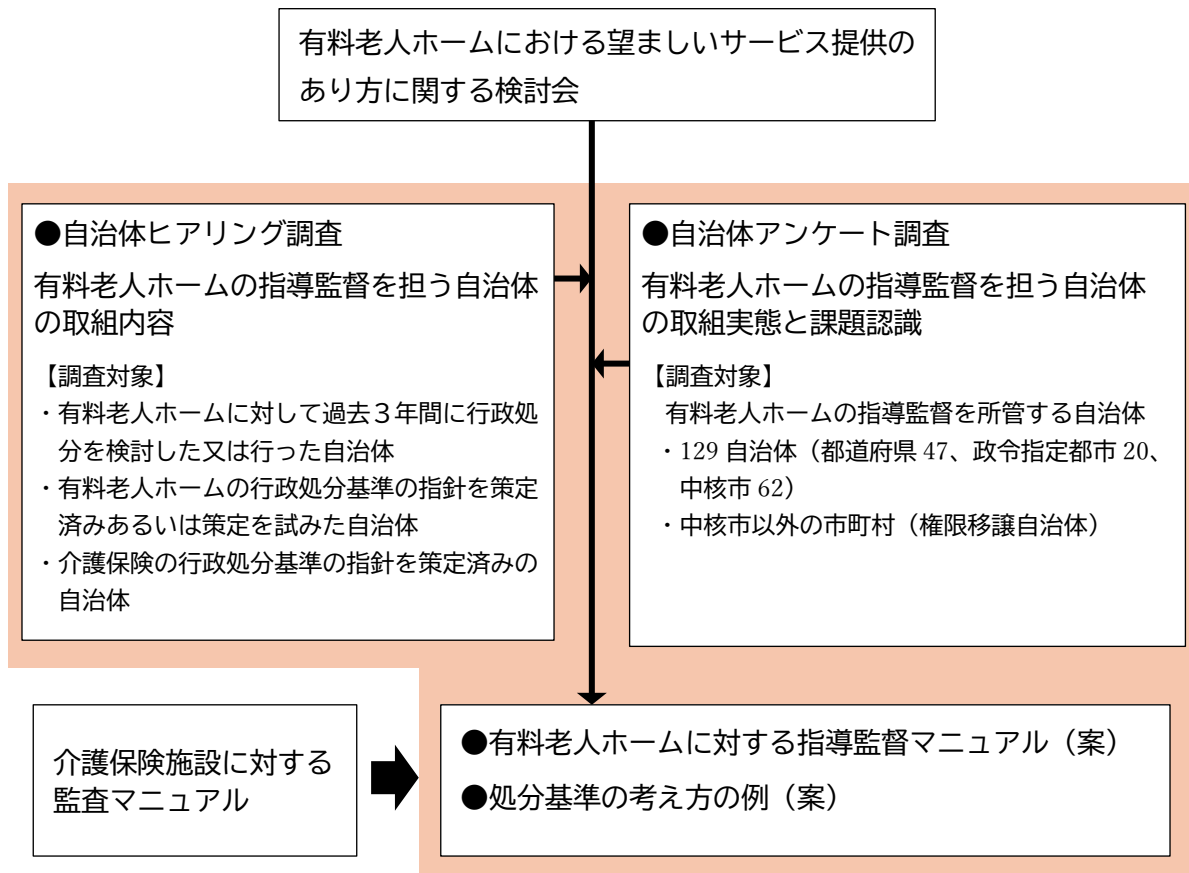 有料老人ホームにおける望ましいサービス提供の
あり方に関する検討会
●自治体ヒアリング調査
有料老人ホームの指導監督を担う自治体
の取組内容
【調査対象】
・有料老人ホームに対して過去３年間に行政処
分を検討した又は行った自治体
・有料老人ホームの行政処分基準の指針を策定
済みあるいは策定を試みた自治体
・介護保険の行政処分基準の指針を策定済みの
自治体
●自治体アンケート調査
有料老人ホームの指導監督を担う自治体
の取組実態と課題認識
【調査対象】
有料老人ホームの指導監督を所管する自治体
・129 自治体（都道府県 47、政令指定都市 20、
中核市 62）
・中核市以外の市町村（権限移譲自治体）
介護保険施設に対する
監査マニュアル
●有料老人ホームに対する指導監督マニュアル（案）
●処分基準の考え方の例（案）